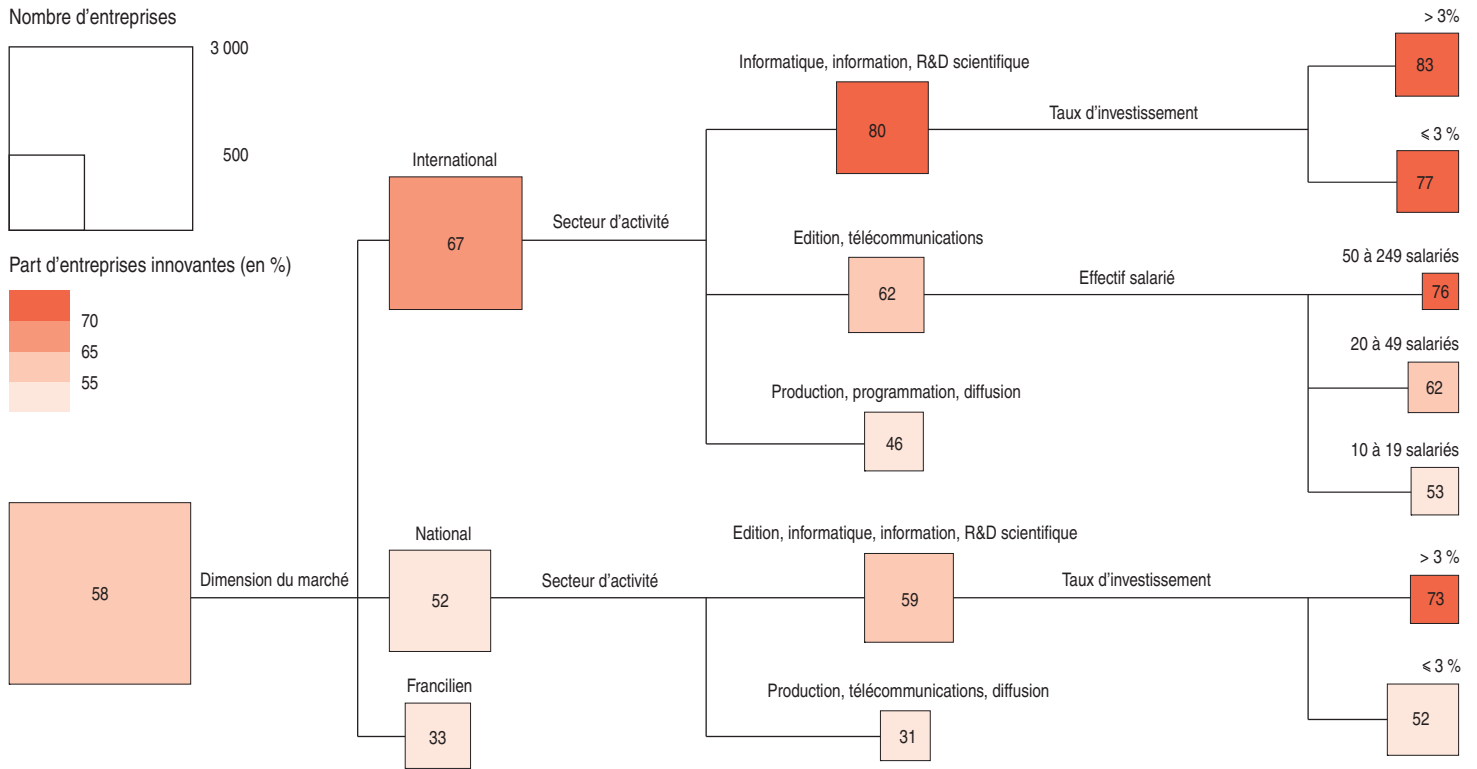 Nombre d'entreprises
3 000
500
Part d'entreprises innovantes (en %)
70
65
55
58
Dimension du marché
International
67
Secteur d'activité
Informatique, information, R&D scientifique
80
Taux d'investissement
> 3%
83
⩽ 3 %
77
Edition, télécommunications
62
Effectif salarié
50 à 249 salariés
76
20 à 49 salariés
62
10 à 19 salariés
53
Production, programmation, diffusion
46
National
52
Secteur d'activité
Edition, informatique, information, R&D scientifique
59
Taux d'investissement
> 3 %
73
⩽ 3 %
52
Production, télécommunications, diffusion
31
Francilien
33